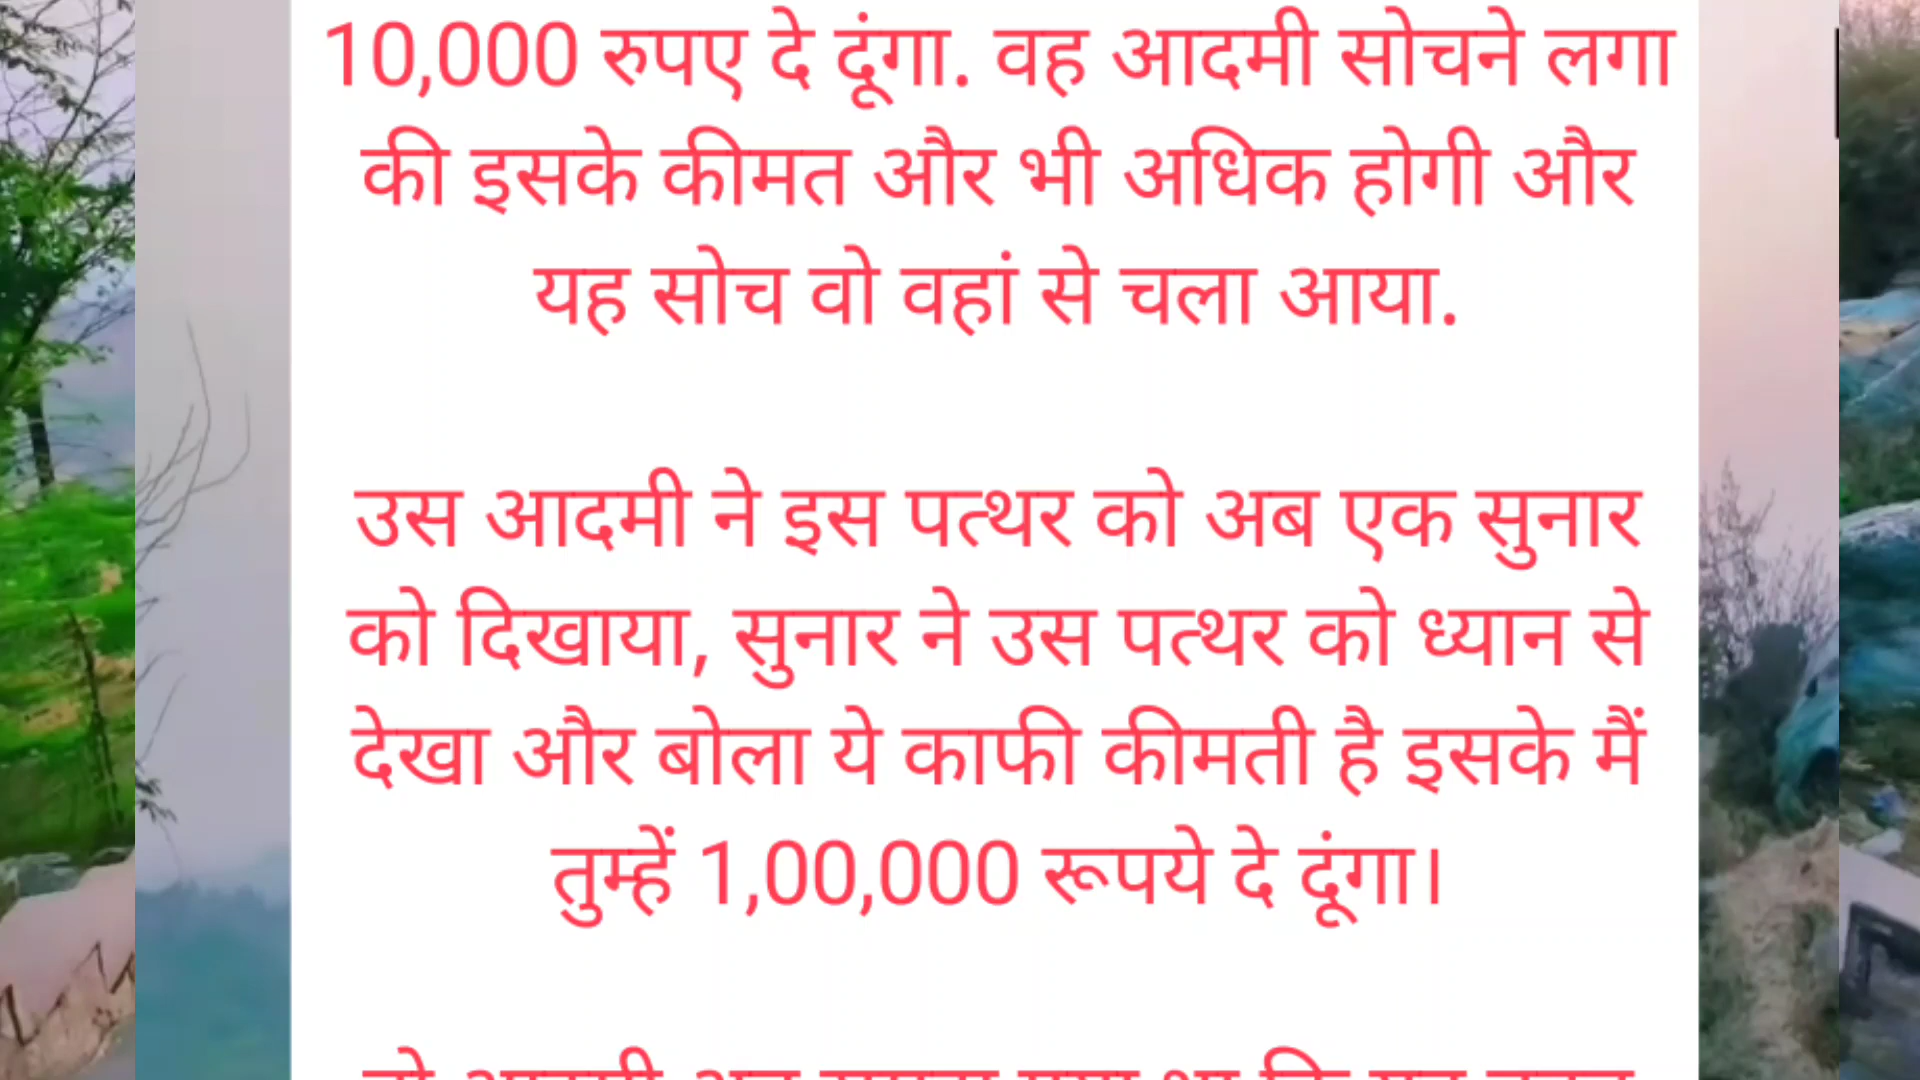 10,000 रुपए दे दूंगा. वह आदमी सोचने लगा
की इसके कीमत और भी अधिक होगी और
यह सोच वो वहां से चला आया.
उस आदमी ने इस पत्थर को अब एक सुनार
को दिखाया, सुनार ने उस पत्थर को ध्यान से
देखा और बोला ये काफी कीमती है इसके मैं
तुम्हें 1,00,000 रूपये दे दूंगा।